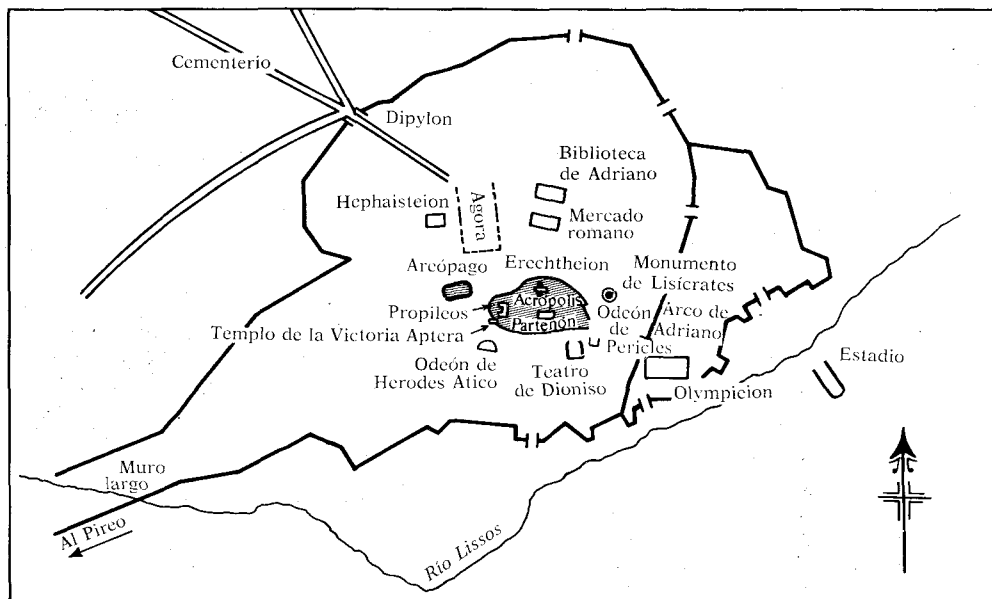 Cementerio
Dipylon
Biblioteca
de Adriano
Hephaisteion
Agora
Mercado
romano
Areópago
Erechtheion
Monumento
de Lisícrates
Acrópolis
Propileos
Partenón
Odeón
de
Pericles
Arco de
Adriano
Templo de la Victoria Aptera
Odeón de
Herodes Atico
Teatro
de Dioniso
Estadio
Olympieion
Muro
largo
Al Pireo
Río Lissos